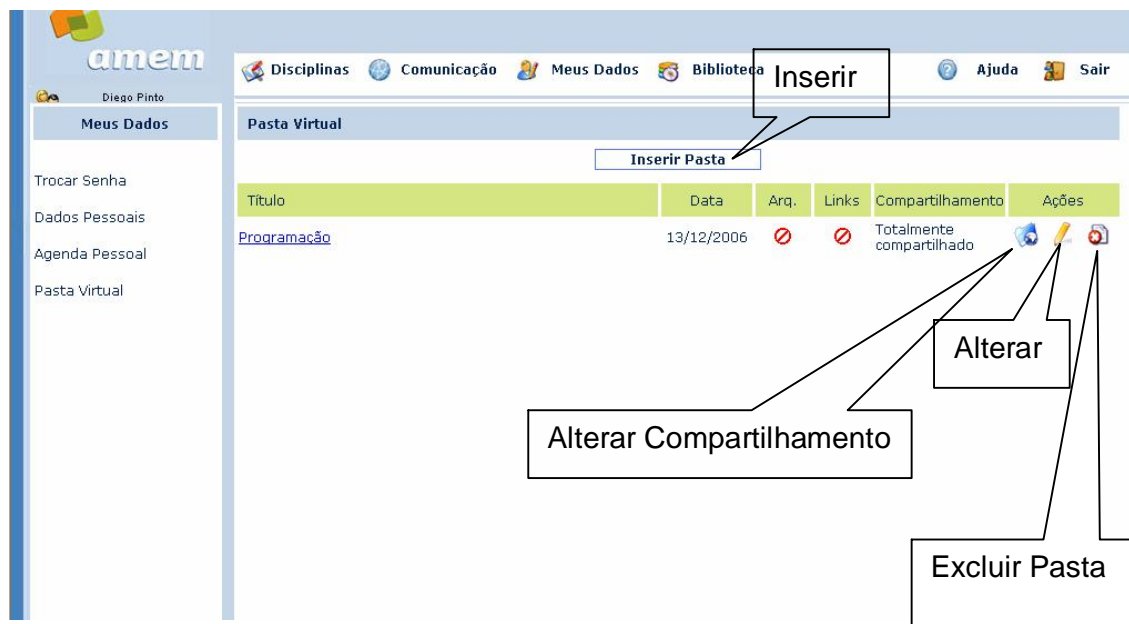 amem
Diego Pinto
Disciplinas Comunicação Meus Dados Biblioteca Ajuda Sair
Inserir
Meus Dados
Trocar Senha
Dados Pessoais
Agenda Pessoal
Pasta Virtual
Pasta Virtual
Inserir Pasta
Título Data Arq. Links Compartilhamento Ações
Programação 13/12/2006 Totalmente
compartilhado
Alterar
Alterar Compartilhamento
Excluir Pasta